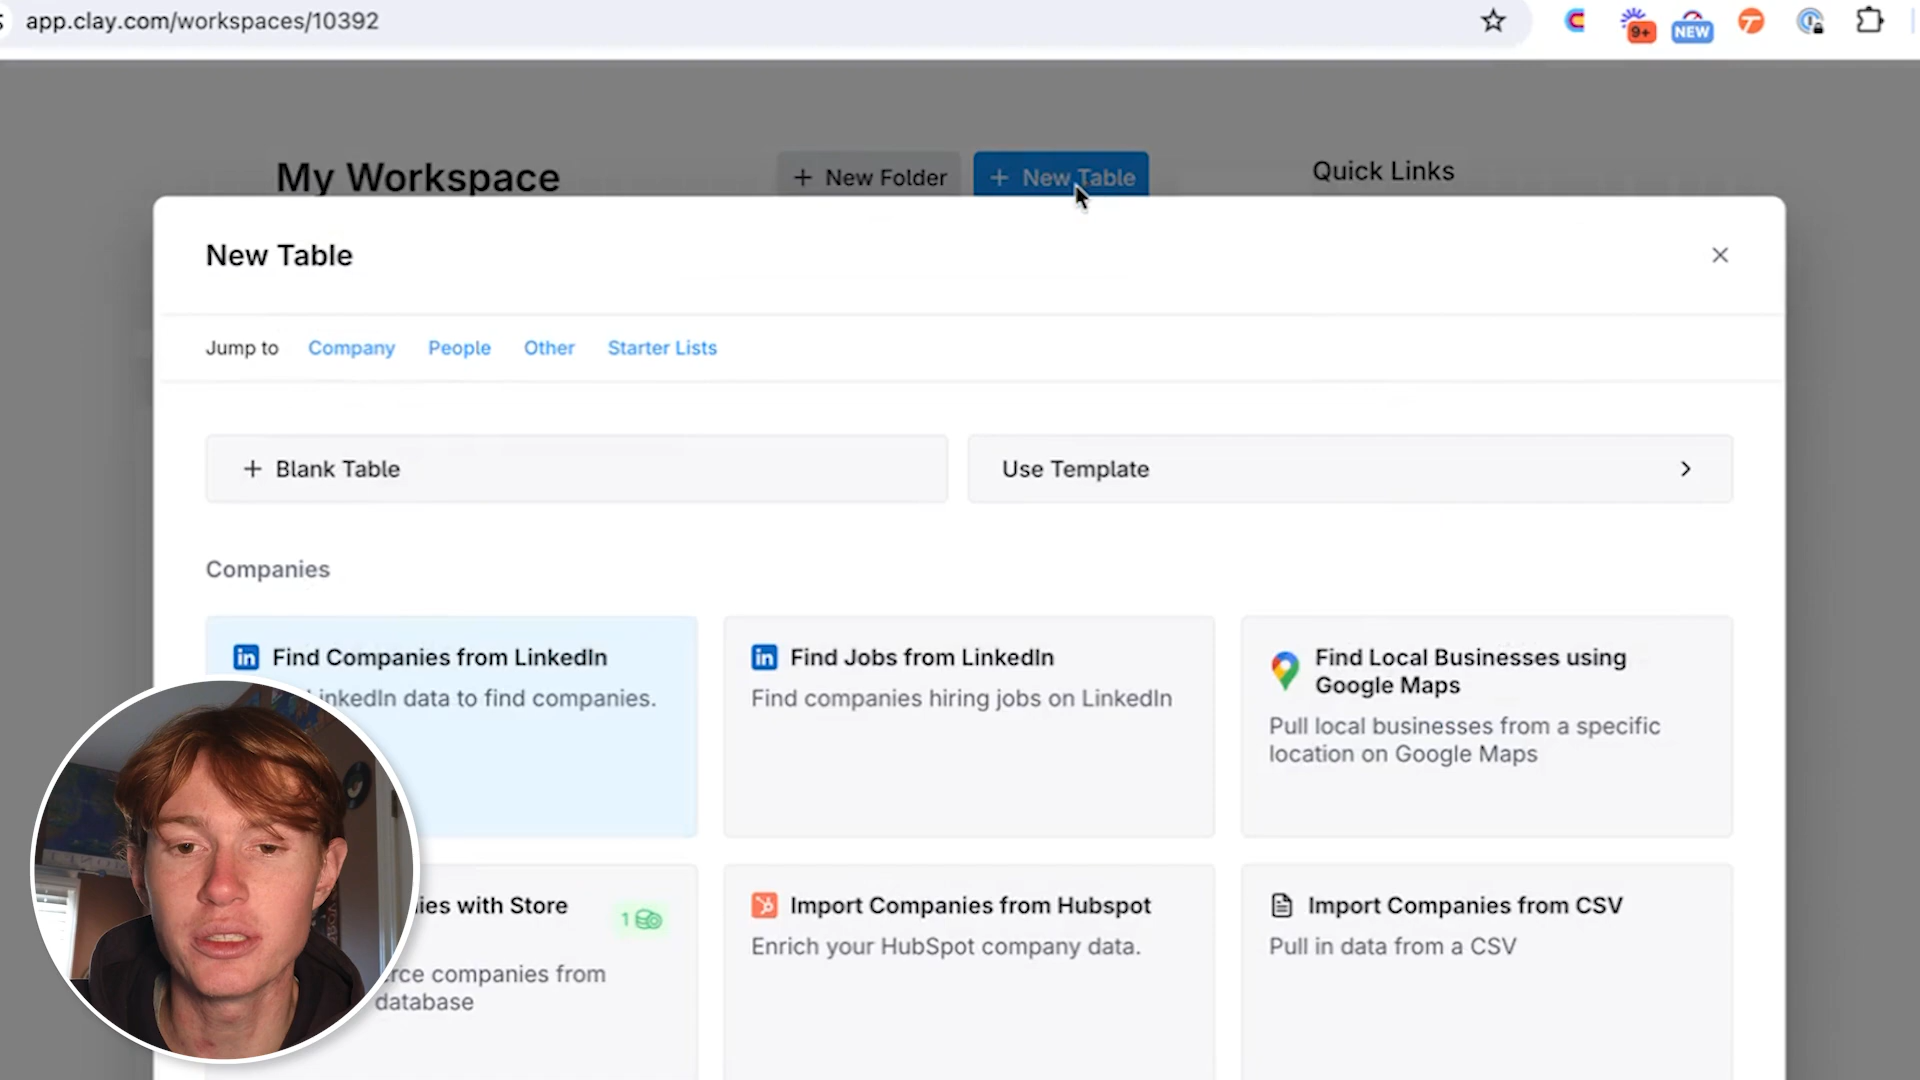 app.clay.com/workspaces/10392
9+
NEW
My Workspace
+ New Folder
+ New Table
Quick Links
New Table
Jump to Company People Other Starter Lists
+ Blank Table
Use Template
Companies
in Find Companies from LinkedIn
inkedIn data to find companies.
in Find Jobs from LinkedIn
Find companies hiring jobs on LinkedIn
Find Local Businesses using
Google Maps
Pull local businesses from a specific
location on Google Maps
ies with Store
1
rce companies from
database
Import Companies from Hubspot
Enrich your HubSpot company data.
Import Companies from CSV
Pull in data from a CSV